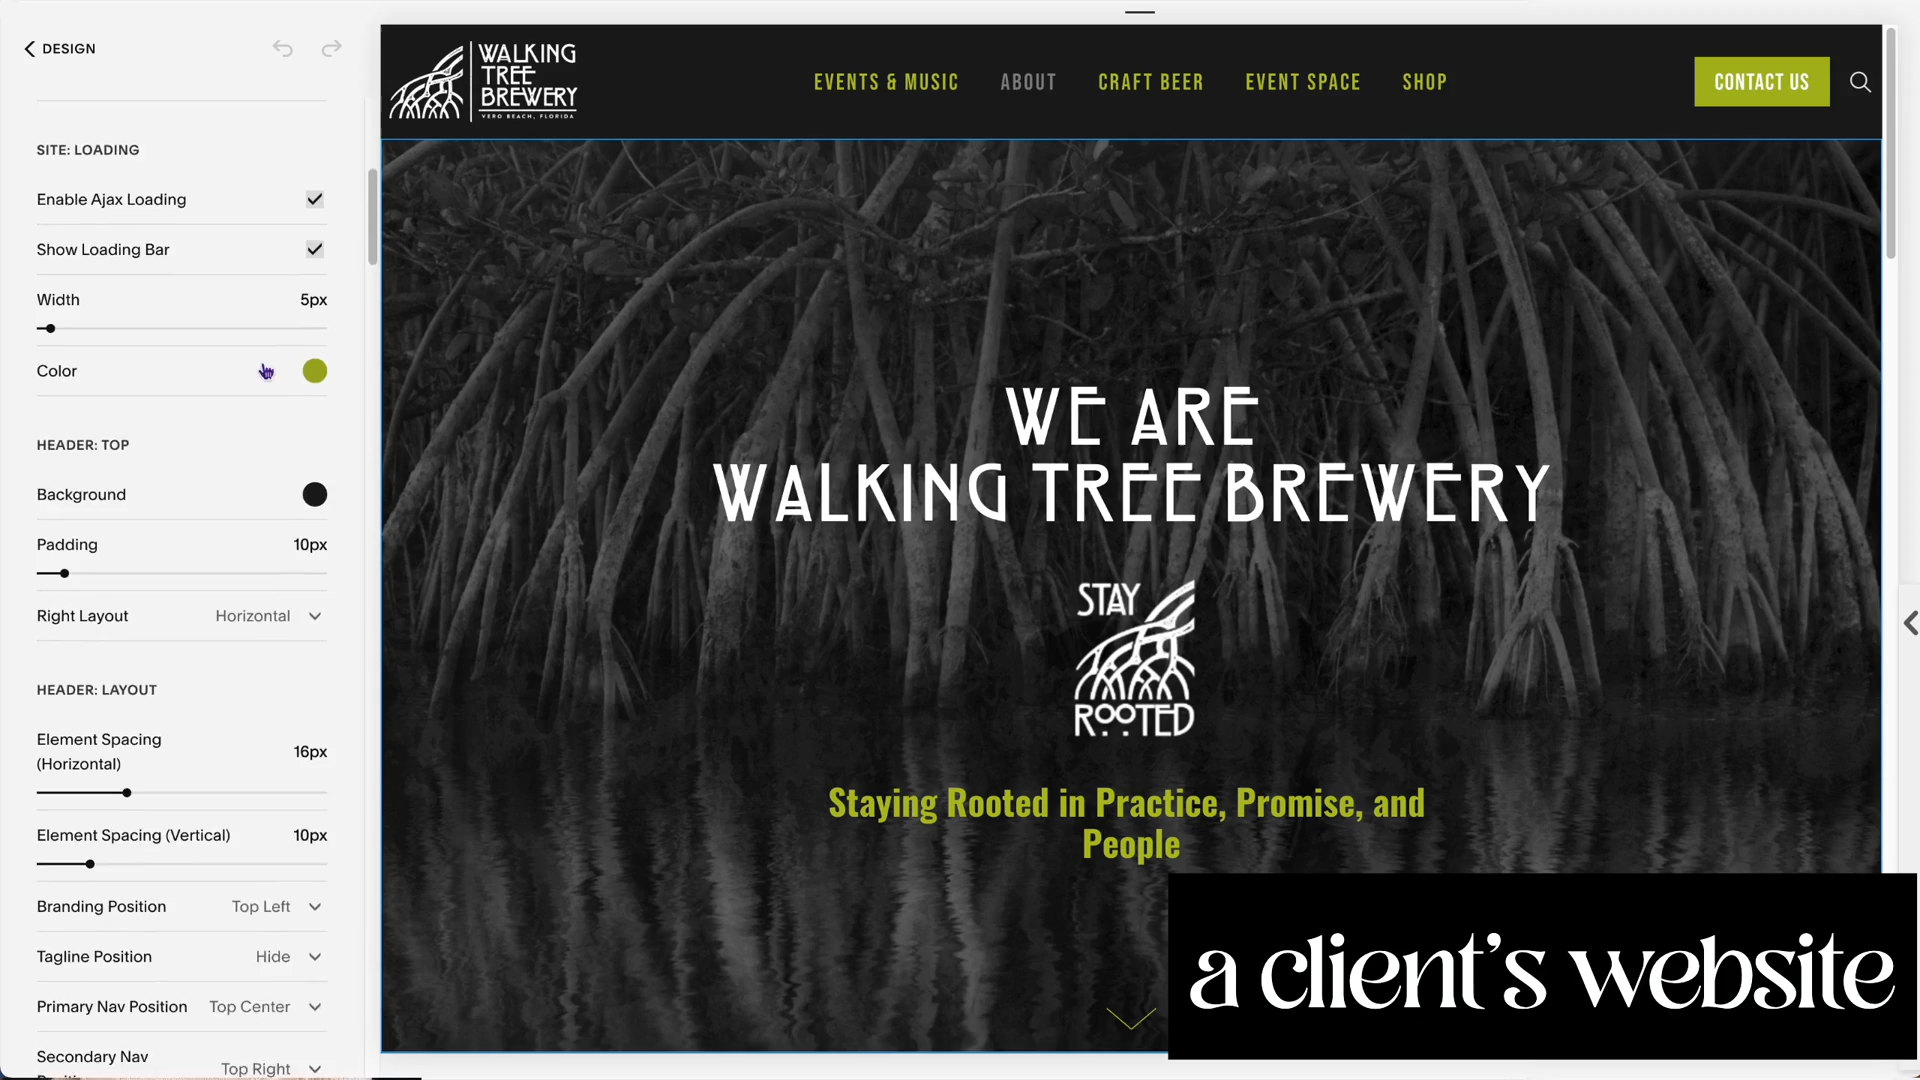 DESIGN
SITE: LOADING
Enable Ajax Loading
Show Loading Bar
Width 5px
Color
HEADER: TOP
Background
Padding 10px
Right Layout Horizontal
HEADER: LAYOUT
Element Spacing
(Horizontal) 16px
Element Spacing (Vertical) 10px
Branding Position Top Left
Tagline Position Hide
Primary Nav Position Top Center
Secondary Nav
Top Right
WALKING
TREE
BREWERY
VERO BEACH, FLORIDA
EVENTS & MUSIC ABOUT CRAFT BEER EVENT SPACE SHOP
CONTACT US
WE ARE
WALKING TREE BREWERY
STAY
ROOTED
Staying Rooted in Practice, Promise, and
People
a client's website